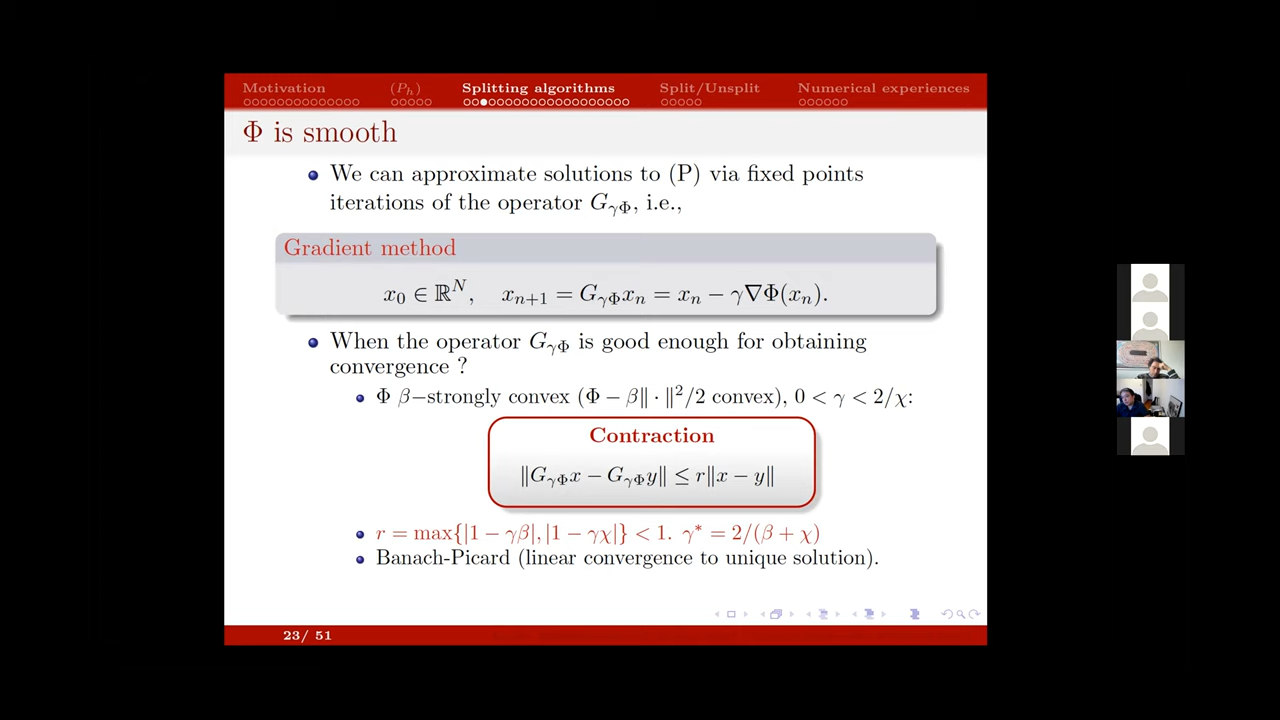 Motivation (P_h) Splitting algorithms Split/Unsplit Numerical experiences
Φ is smooth
We can approximate solutions to (P) via fixed points
iterations of the operator G_{γΦ}, i.e.,
Gradient method
x_0 ∈ ℝ^N, x_{n+1} = G_{γΦ}x_n = x_n − γ∇Φ(x_n).
When the operator G_{γΦ} is good enough for obtaining
convergence ?
Φ β−strongly convex (Φ − β‖ · ‖²/2 convex), 0 < γ < 2/χ:
Contraction
‖G_{γΦ}x − G_{γΦ}y‖ ≤ r‖x − y‖
r = max{|1 − γβ|, |1 − γχ|} < 1. γ* = 2/(β + χ)
Banach-Picard (linear convergence to unique solution).
23/ 51